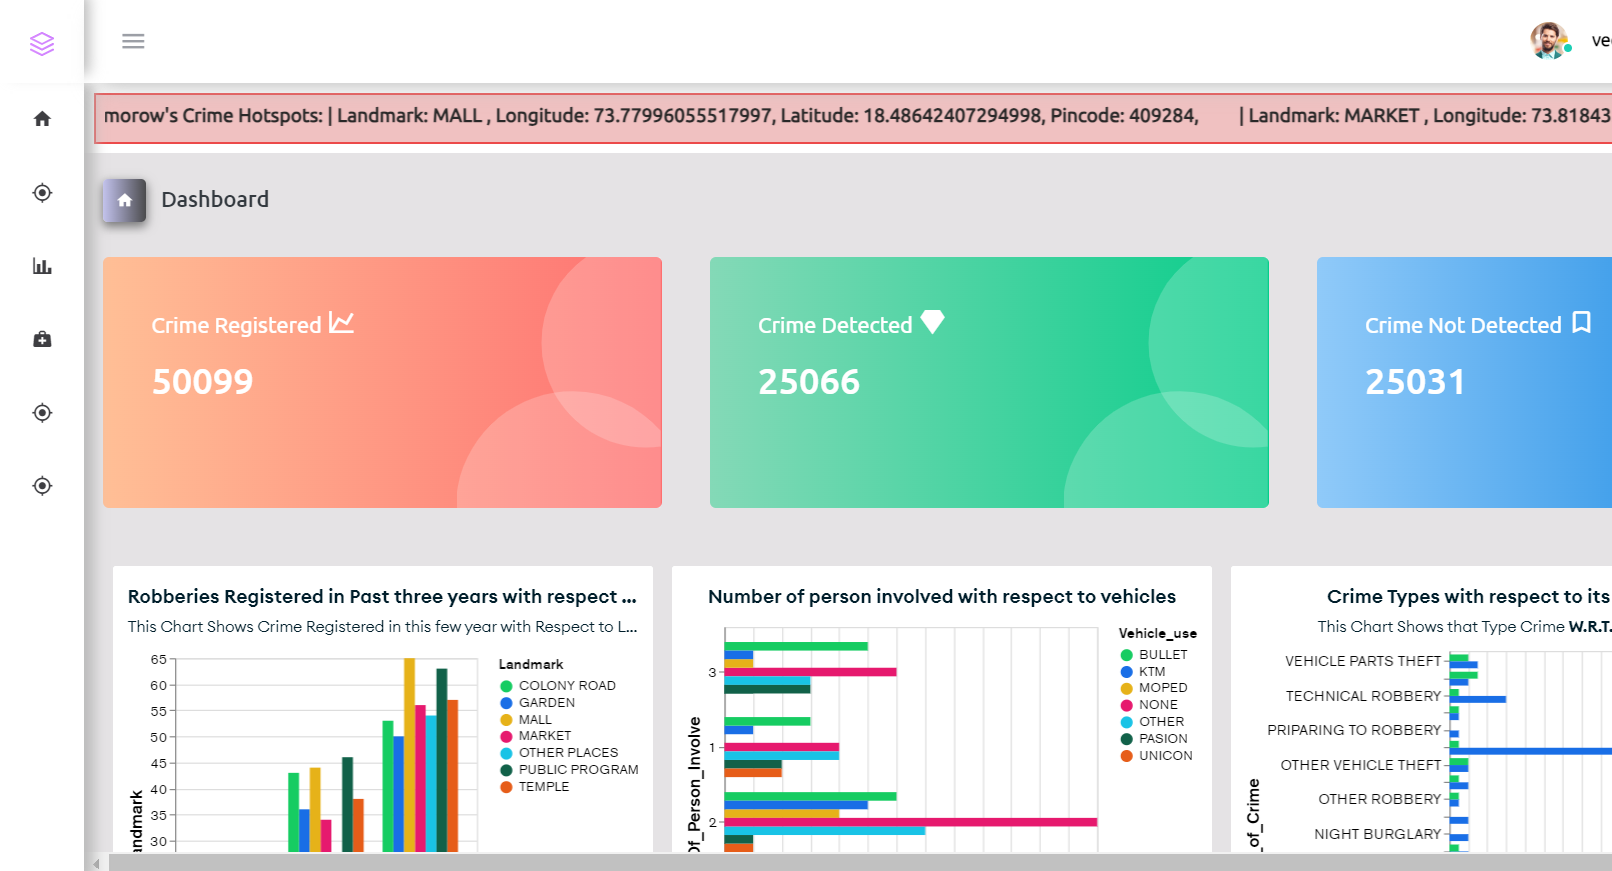 ved
morow's Crime Hotspots: | Landmark: MALL , Longitude: 73.77996055517997, Latitude: 18.48642407294998, Pincode: 409284, | Landmark: MARKET , Longitude: 73.81843
Dashboard
Crime Registered
50099
Crime Detected
25066
Crime Not Detected
25031
Robberies Registered in Past three years with respect ...
This Chart Shows Crime Registered in this few year with Respect to L...
Landmark
COLONY ROAD
GARDEN
MALL
MARKET
OTHER PLACES
PUBLIC PROGRAM
TEMPLE
65
60
55
50
45
40
35
30
andmark
Number of person involved with respect to vehicles
Vehicle_use
BULLET
KTM
MOPED
NONE
OTHER
PASION
UNICON
3
1
2
Of_Person_Involve
Crime Types with respect to its
This Chart Shows that Type Crime W.R.T.
VEHICLE PARTS THEFT
TECHNICAL ROBBERY
PRIPARING TO ROBBERY
OTHER VEHICLE THEFT
OTHER ROBBERY
NIGHT BURGLARY
_of_Crime